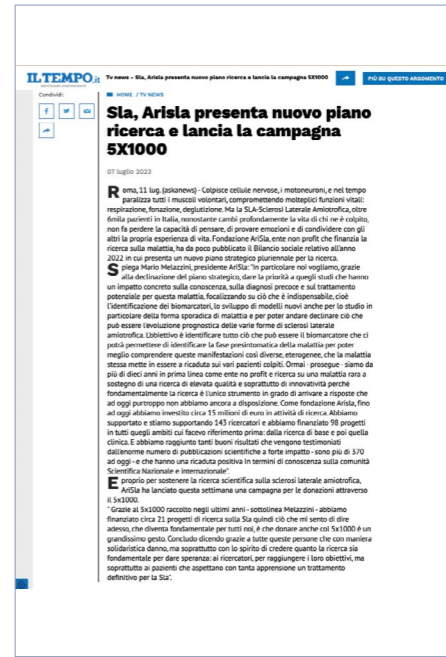 IL TEMPO.it
Tv news - Sla, Arisla presenta nuovo piano ricerca e lancia la campagna 5X1000
PIÙ SU QUESTO ARGOMENTO
Condividi:
HOME / TV NEWS
Sla, Arisla presenta nuovo piano
ricerca e lancia la campagna
5X1000
07 luglio 2023
Roma, 11 lug. (askanews) - Colpisce cellule nervose, i motoneuroni, e nel tempo
paralizza tutti i muscoli volontari, compromettendo molteplici funzioni vitali:
respirazione, fonazione, deglutizione. Ma la SLA-Sclerosi Laterale Amiotrofica, oltre
6mila pazienti in Italia, nonostante cambi profondamente la vita di chi ne è colpito,
non fa perdere la capacità di pensare, di provare emozioni e di condividere con gli
altri la propria esperienza di vita. Fondazione AriSla, ente non profit che finanzia la
ricerca sulla malattia, ha da poco pubblicato il Bilancio sociale relativo all'anno
2022 in cui presenta un nuovo piano strategico pluriennale per la ricerca.
Spiega Mario Melazzini, presidente AriSla: "In particolare noi vogliamo, grazie
alla declinazione del piano strategico, dare la priorità a quegli studi che hanno
un impatto concreto sulla conoscenza, sulla diagnosi precoce e sul trattamento
potenziale per questa malattia, focalizzando su ciò che è indispensabile, cioè
l'identificazione dei biomarcatori, lo sviluppo di modelli nuovi anche per lo studio in
particolare della forma sporadica di malattia e per poter andare declinare ciò che
può essere l'evoluzione prognostica delle varie forme di sclerosi laterale
amiotrofica. L'obiettivo è identificare tutto ciò che può essere il biomarcatore che ci
potrà permettere di identificare la fase presintomatica della malattia per poter
meglio comprendere queste manifestazioni così diverse, eterogenee, che la malattia
stessa mette in essere a ricaduta sui vari pazienti colpiti. Ormai - prosegue - siamo da
più di dieci anni in prima linea come ente no profit e ricerca su una malattia rara a
sostegno di una ricerca di elevata qualità e soprattutto di innovatività perché
fondamentalmente la ricerca è l'unico strumento in grado di arrivare a risposte che
ad oggi purtroppo non abbiamo ancora a disposizione. Come fondazione Arisla, fino
ad oggi abbiamo investito circa 15 milioni di euro in attività di ricerca. Abbiamo
supportato e stiamo supportando 143 ricercatori e abbiamo finanziato 98 progetti
in tutti quegli ambiti cui facevo riferimento prima: dalla ricerca di base e poi quella
clinica. E abbiamo raggiunto tanti buoni risultati che vengono testimoniati
dall'enorme numero di pubblicazioni scientifiche a forte impatto - sono più di 370
ad oggi - e che hanno una ricaduta positiva in termini di conoscenza sulla comunità
Scientifica Nazionale e internazionale".
E proprio per sostenere la ricerca scientifica sulla sclerosi laterale amiotrofica,
AriSla ha lanciato questa settimana una campagna per le donazioni attraverso
il 5x1000.
"Grazie al 5x1000 raccolto negli ultimi anni - sottolinea Melazzini - abbiamo
finanziato circa 21 progetti di ricerca sulla Sla quindi ciò che mi sento di dire
adesso, che diventa fondamentale per tutti noi, è che donare anche col 5x1000 è un
grandissimo gesto. Concludo dicendo grazie a tutte queste persone che con maniera
solidaristica danno, ma soprattutto con lo spirito di credere quanto la ricerca sia
fondamentale per dare speranza: ai ricercatori, per raggiungere i loro obiettivi, ma
soprattutto ai pazienti che aspettano con tanta apprensione un trattamento
definitivo per la Sla".